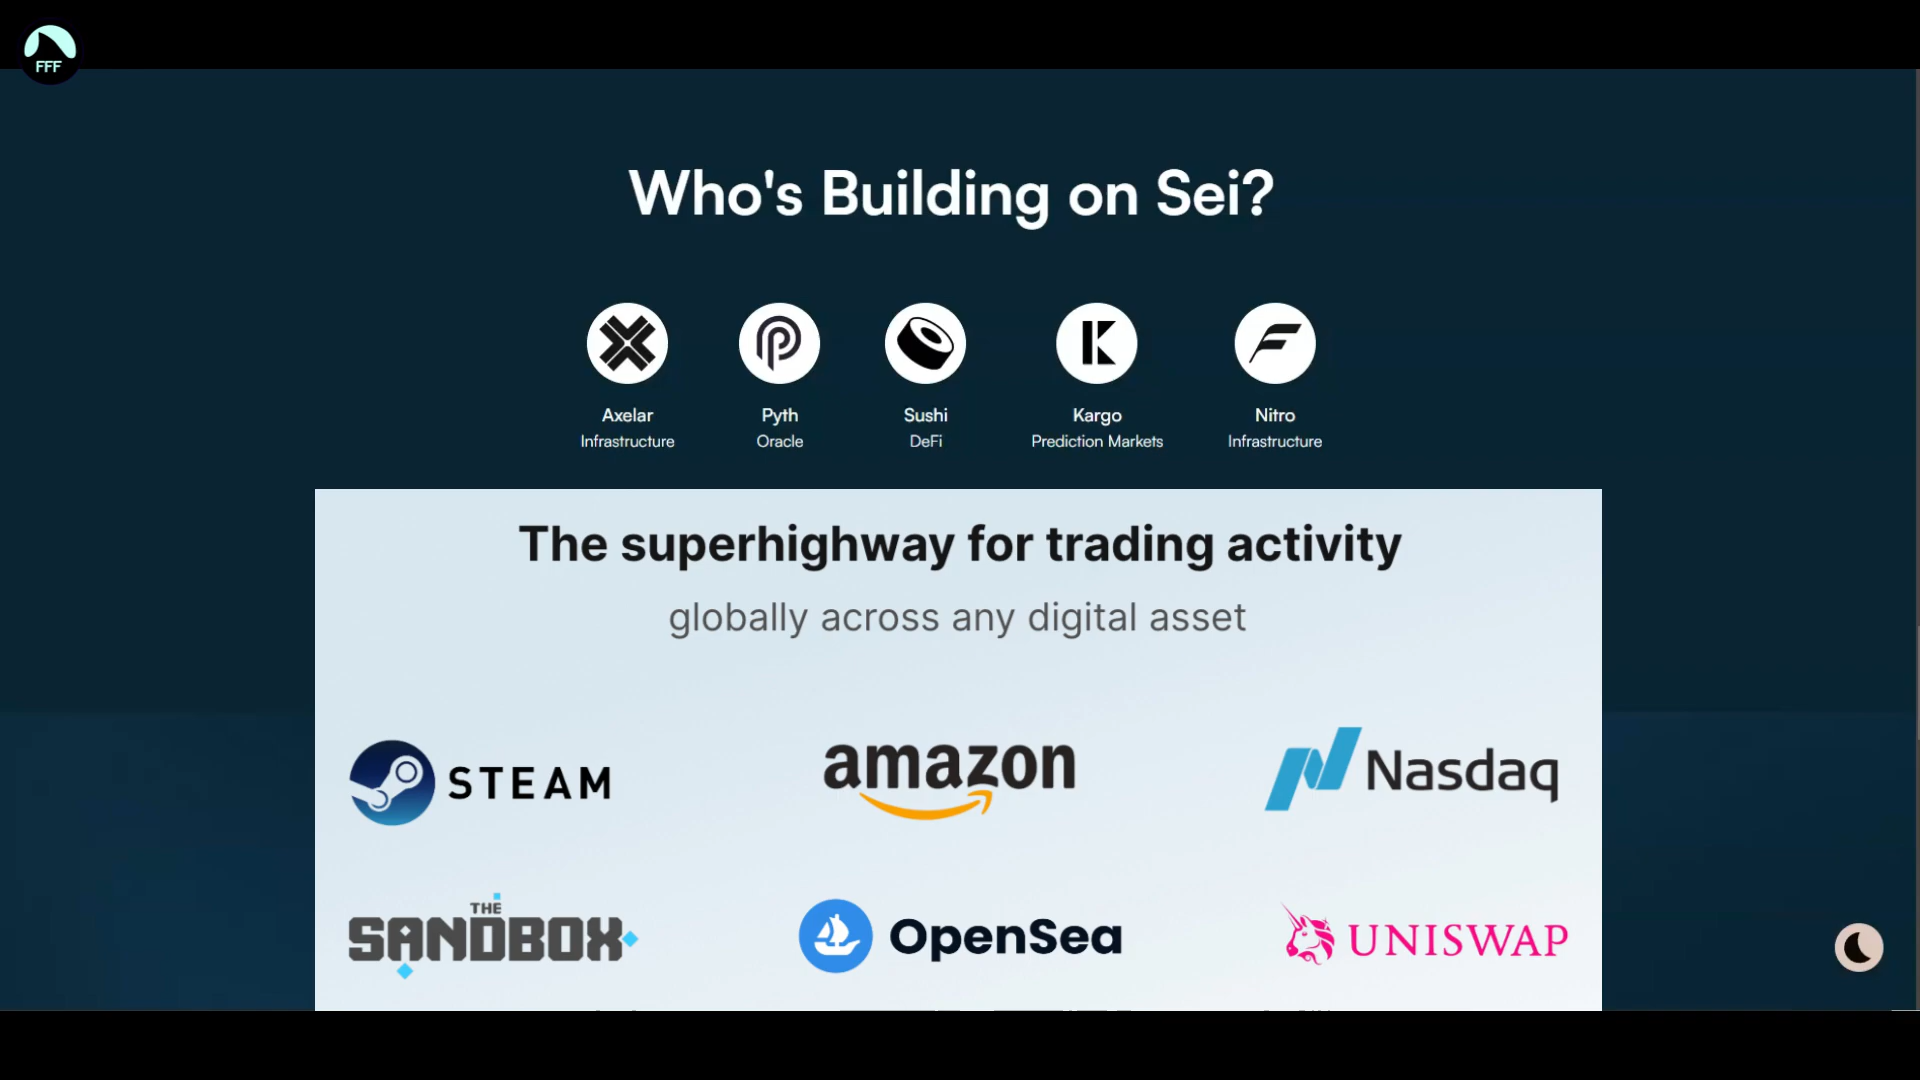 FFF
Who's Building on Sei?
Axelar
Infrastructure
Pyth
Oracle
Sushi
DeFi
Kargo
Prediction Markets
Nitro
Infrastructure
The superhighway for trading activity
globally across any digital asset
STEAM
amazon
Nasdaq
THE
SANDBOX
OpenSea
UNISWAP